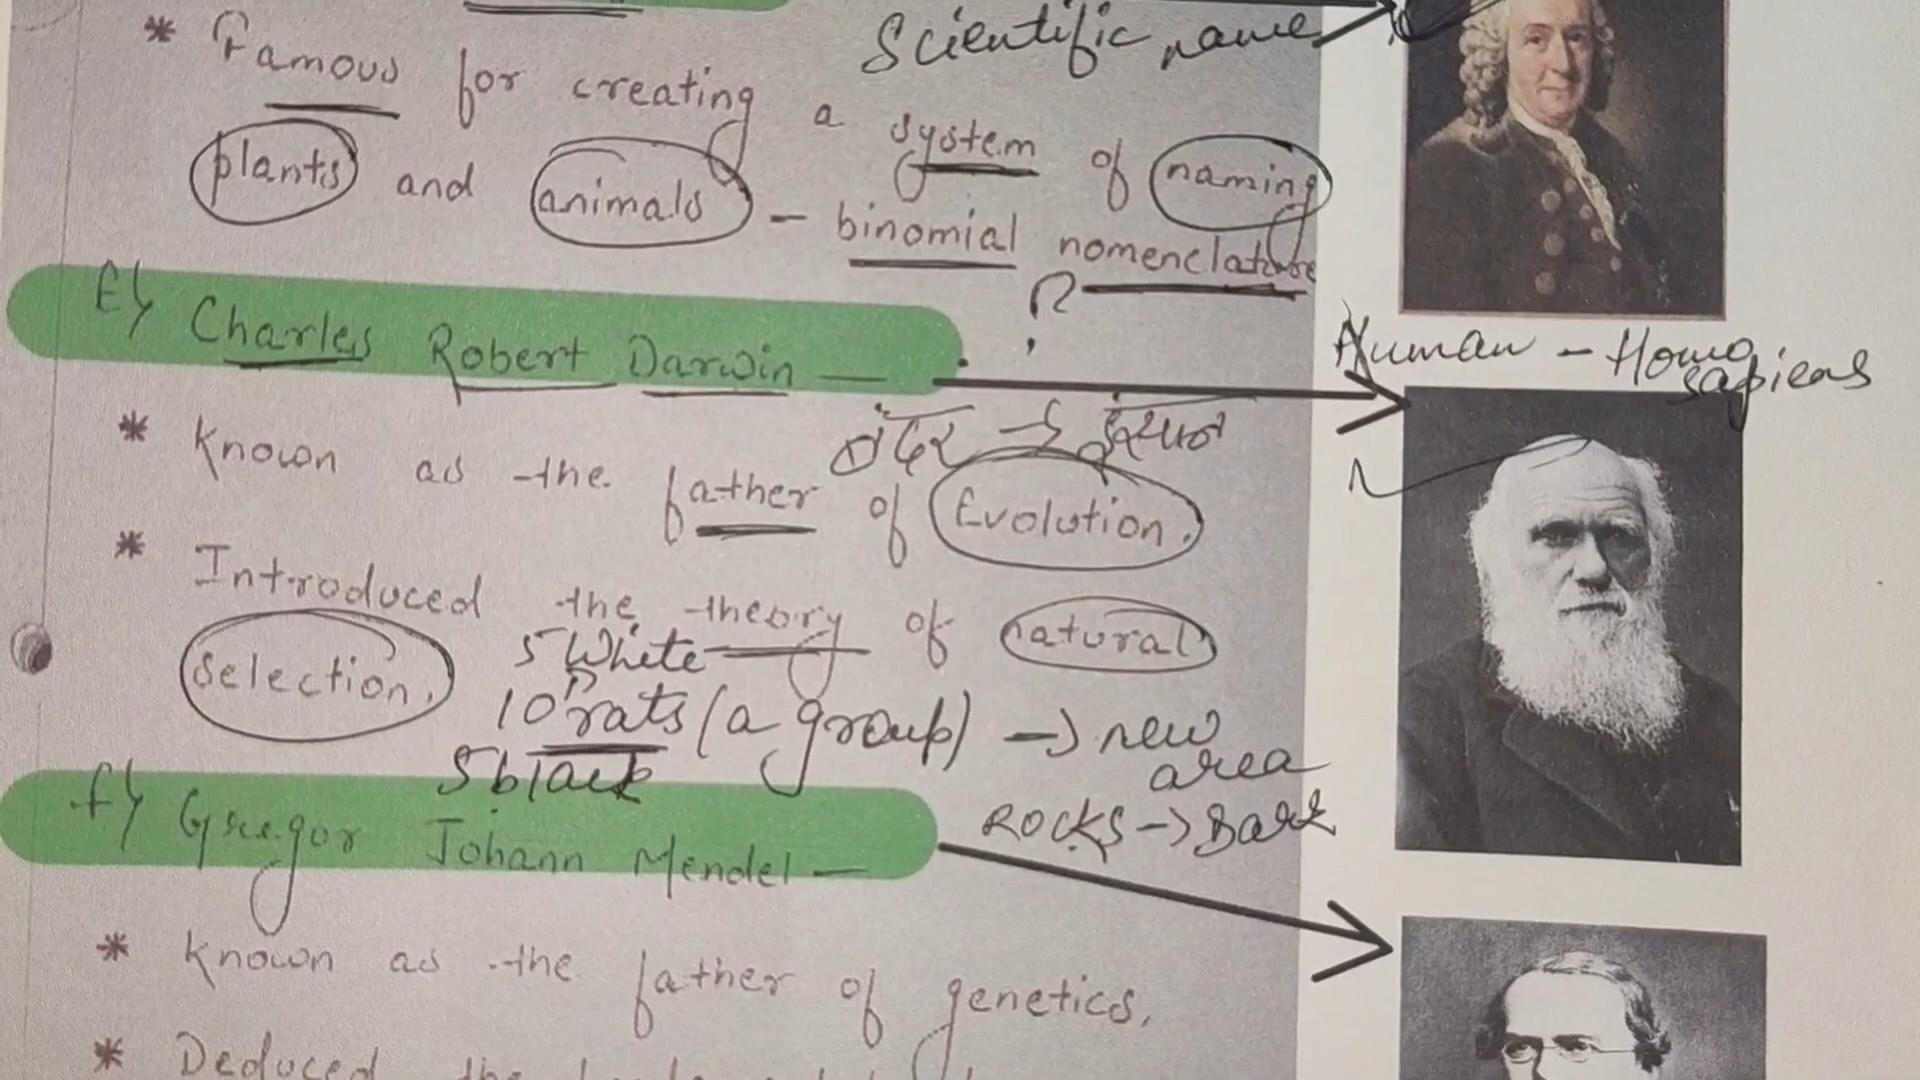 Scientific name
* Famous for creating a system of naming
plants and animals - binomial nomenclature
Human - Homo sapiens
E) Charles Robert Darwin —
* Known as the father of Evolution.
* Introduced the theory of natural
selection.
5 White
10 rats (a group) → new area
5 black
Rocks → Bark
f) Gregor Johann Mendel —
* Known as the father of genetics.
* Deduced the